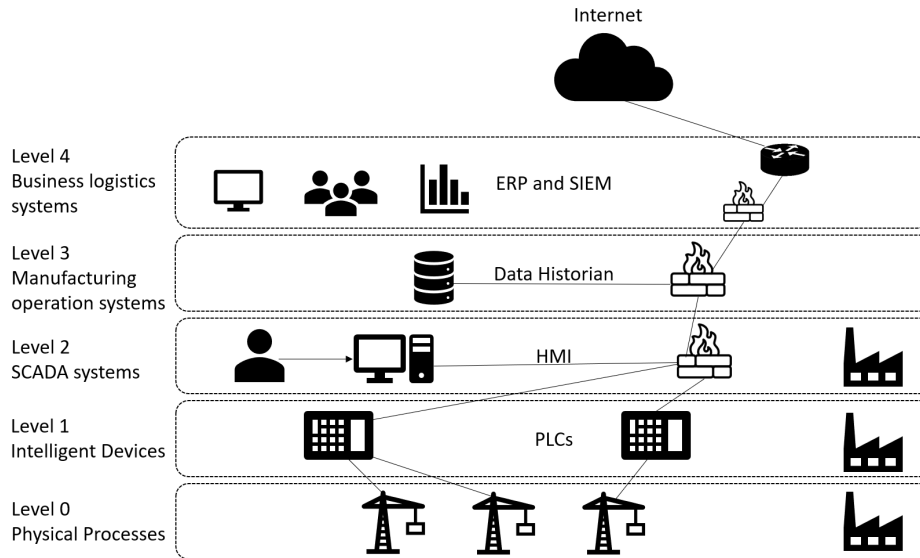 Internet
Level 4
Business logistics
systems
ERP and SIEM
Level 3
Manufacturing
operation systems
Data Historian
Level 2
SCADA systems
HMI
Level 1
Intelligent Devices
PLCs
Level 0
Physical Processes